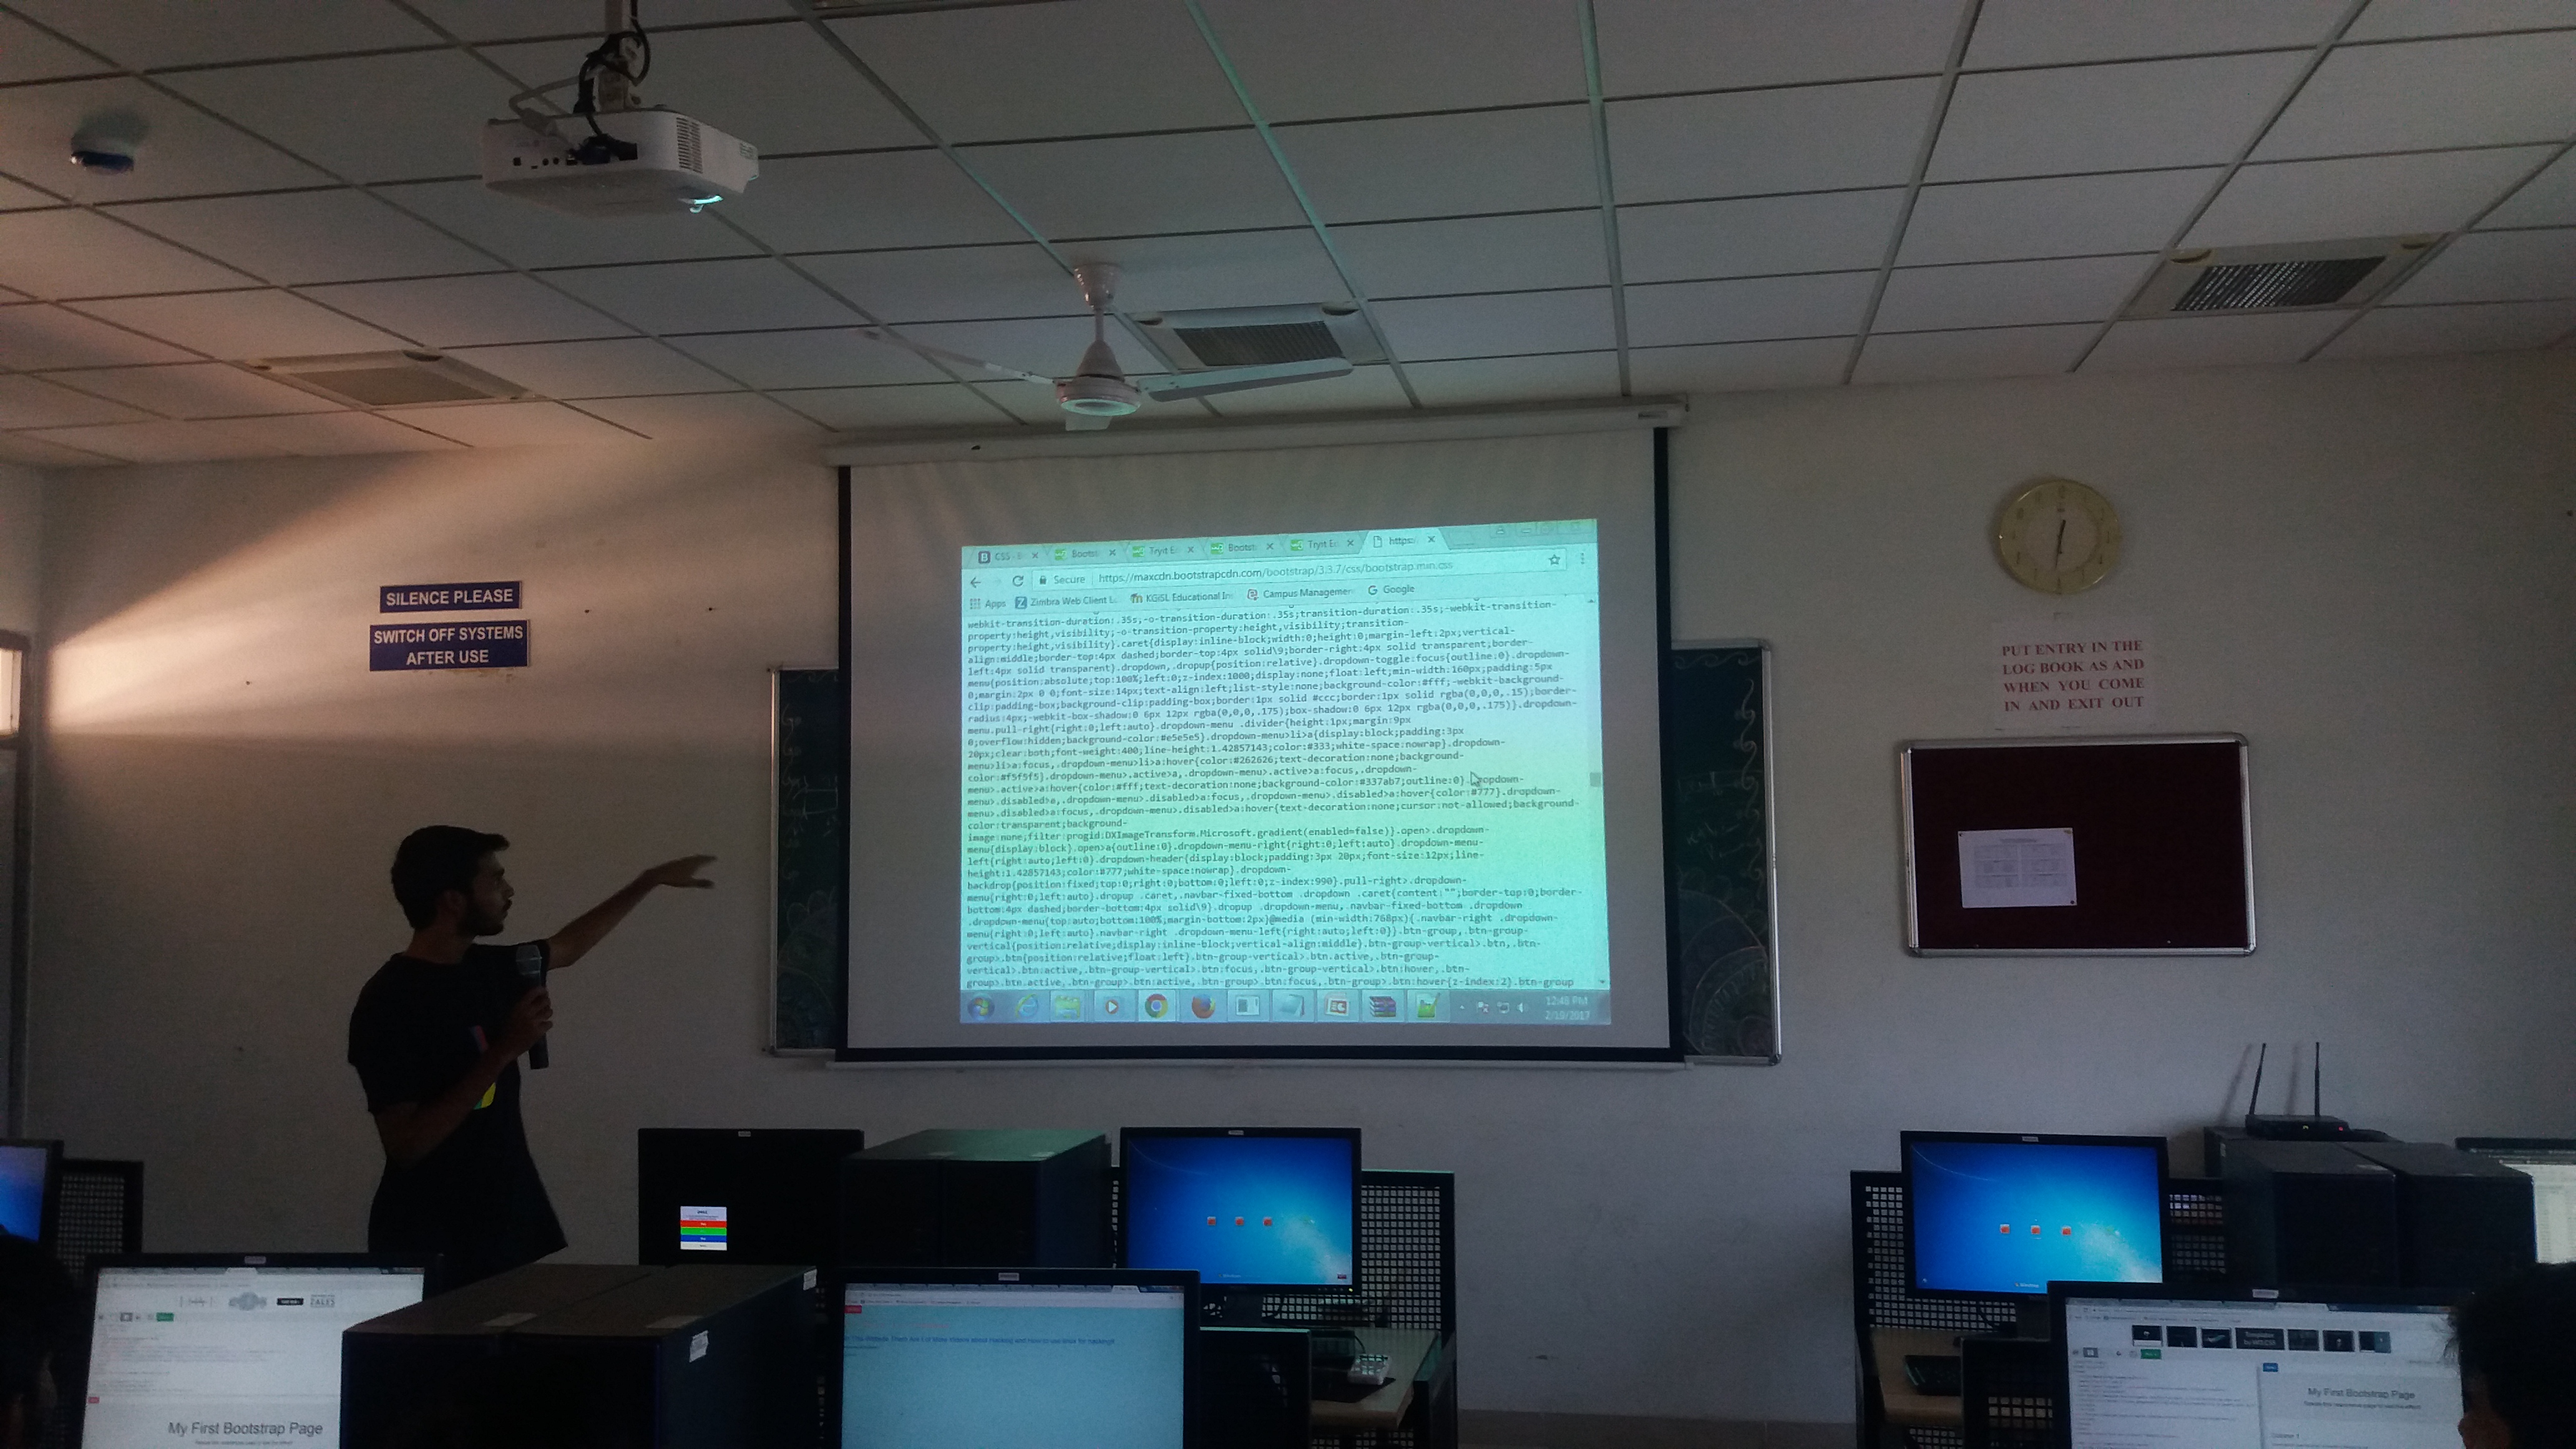 SILENCE PLEASE
SWITCH OFF SYSTEMS
AFTER USE
CSS - B
Bootst
Tryit E
Bootst
Tryit E
https:
Secure
https://maxcdn.bootstrapcdn.com/bootstrap/3.3.7/css/bootstrap.min.css
Apps
Zimbra Web Client L
KGiSL Educational In
Campus Managemen
Google
webkit-transition-duration:.35s;-o-transition-duration:.35s;transition-duration:.35s;-webkit-transition-
property:height,visibility;-o-transition-property:height,visibility;transition-
property:height,visibility}.caret{display:inline-block;width:0;height:0;margin-left:2px;vertical-
align:middle;border-top:4px dashed;border-top:4px solid\9;border-right:4px solid transparent;border-
left:4px solid transparent}.dropdown,.dropup{position:relative}.dropdown-toggle:focus{outline:0}.dropdown-
menu{position:absolute;top:100%;left:0;z-index:1000;display:none;float:left;min-width:160px;padding:5px
0;margin:2px 0 0;font-size:14px;text-align:left;list-style:none;background-color:#fff;-webkit-background-
clip:padding-box;background-clip:padding-box;border:1px solid #ccc;border:1px solid rgba(0,0,0,.15);border-
radius:4px;-webkit-box-shadow:0 6px 12px rgba(0,0,0,.175);box-shadow:0 6px 12px rgba(0,0,0,.175)}.dropdown-
menu.pull-right{right:0;left:auto}.dropdown-menu .divider{height:1px;margin:9px
0;overflow:hidden;background-color:#e5e5e5}.dropdown-menu>li>a{display:block;padding:3px
20px;clear:both;font-weight:400;line-height:1.42857143;color:#333;white-space:nowrap}.dropdown-
menu>li>a:focus,.dropdown-menu>li>a:hover{color:#262626;text-decoration:none;background-
color:#f5f5f5}.dropdown-menu>.active>a,.dropdown-menu>.active>a:focus,.dropdown-
menu>.active>a:hover{color:#fff;text-decoration:none;background-color:#337ab7;outline:0}.dropdown-
menu>.disabled>a,.dropdown-menu>.disabled>a:focus,.dropdown-menu>.disabled>a:hover{color:#777}.dropdown-
menu>.disabled>a:focus,.dropdown-menu>.disabled>a:hover{text-decoration:none;cursor:not-allowed;background-
color:transparent;background-
image:none;filter:progid:DXImageTransform.Microsoft.gradient(enabled=false)}.open>.dropdown-
menu{display:block}.open>a{outline:0}.dropdown-menu-right{right:0;left:auto}.dropdown-menu-
left{right:auto;left:0}.dropdown-header{display:block;padding:3px 20px;font-size:12px;line-
height:1.42857143;color:#777;white-space:nowrap}.dropdown-
backdrop{position:fixed;top:0;right:0;bottom:0;left:0;z-index:990}.pull-right>.dropdown-
menu{right:0;left:auto}.dropup .caret,.navbar-fixed-bottom .dropdown .caret{content:"";border-top:0;border-
bottom:4px dashed;border-bottom:4px solid\9}.dropup .dropdown-menu,.navbar-fixed-bottom .dropdown
.dropdown-menu{top:auto;bottom:100%;margin-bottom:2px}@media (min-width:768px){.navbar-right .dropdown-
menu{right:0;left:auto}.navbar-right .dropdown-menu-left{right:auto;left:0}}.btn-group,.btn-group-
vertical{position:relative;display:inline-block;vertical-align:middle}.btn-group-vertical>.btn,.btn-
group>.btn{position:relative;float:left}.btn-group-vertical>.btn.active,.btn-group-
vertical>.btn:active,.btn-group-vertical>.btn:focus,.btn-group-vertical>.btn:hover,.btn-
group>.btn.active,.btn-group>.btn:active,.btn-group>.btn:focus,.btn-group>.btn:hover{z-index:2}.btn-group
12:48 PM
2/19/2017
PUT ENTRY IN THE
LOG BOOK AS AND
WHEN YOU COME
IN AND EXIT OUT
My First Bootstrap Page
My First Bootstrap Page